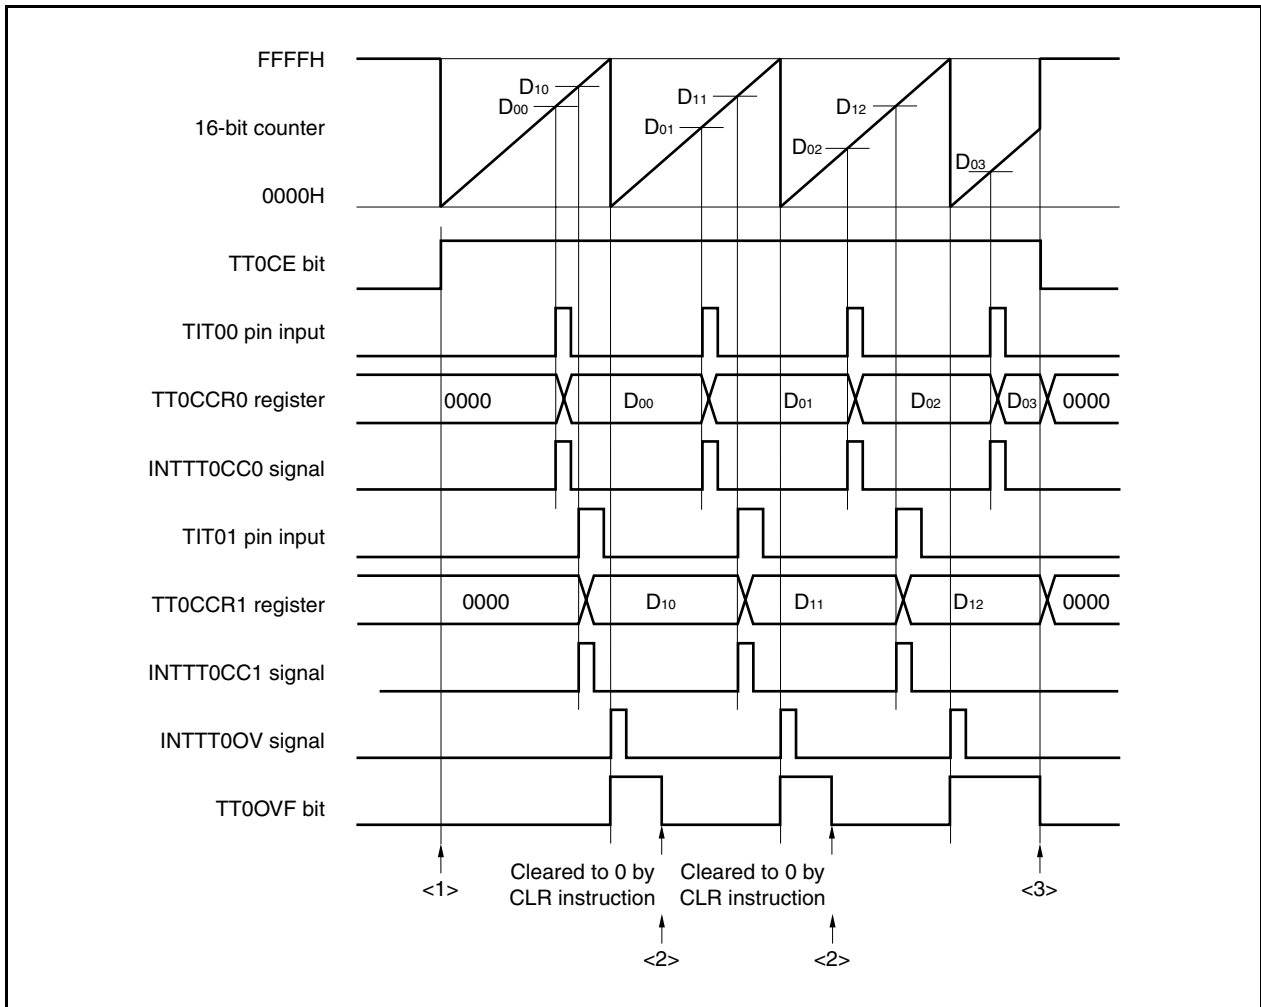 FFFFH
D10
D00
D11
D01
D12
D02
D03
16-bit counter
0000H
TT0CE bit
TIT00 pin input
TT0CCR0 register
0000 D00 D01 D02 D03 0000
INTTT0CC0 signal
TIT01 pin input
TT0CCR1 register
0000 D10 D11 D12 0000
INTTT0CC1 signal
INTTT0OV signal
TT0OVF bit
<1>
Cleared to 0 by
CLR instruction
Cleared to 0 by
CLR instruction
<3>
<2>
<2>